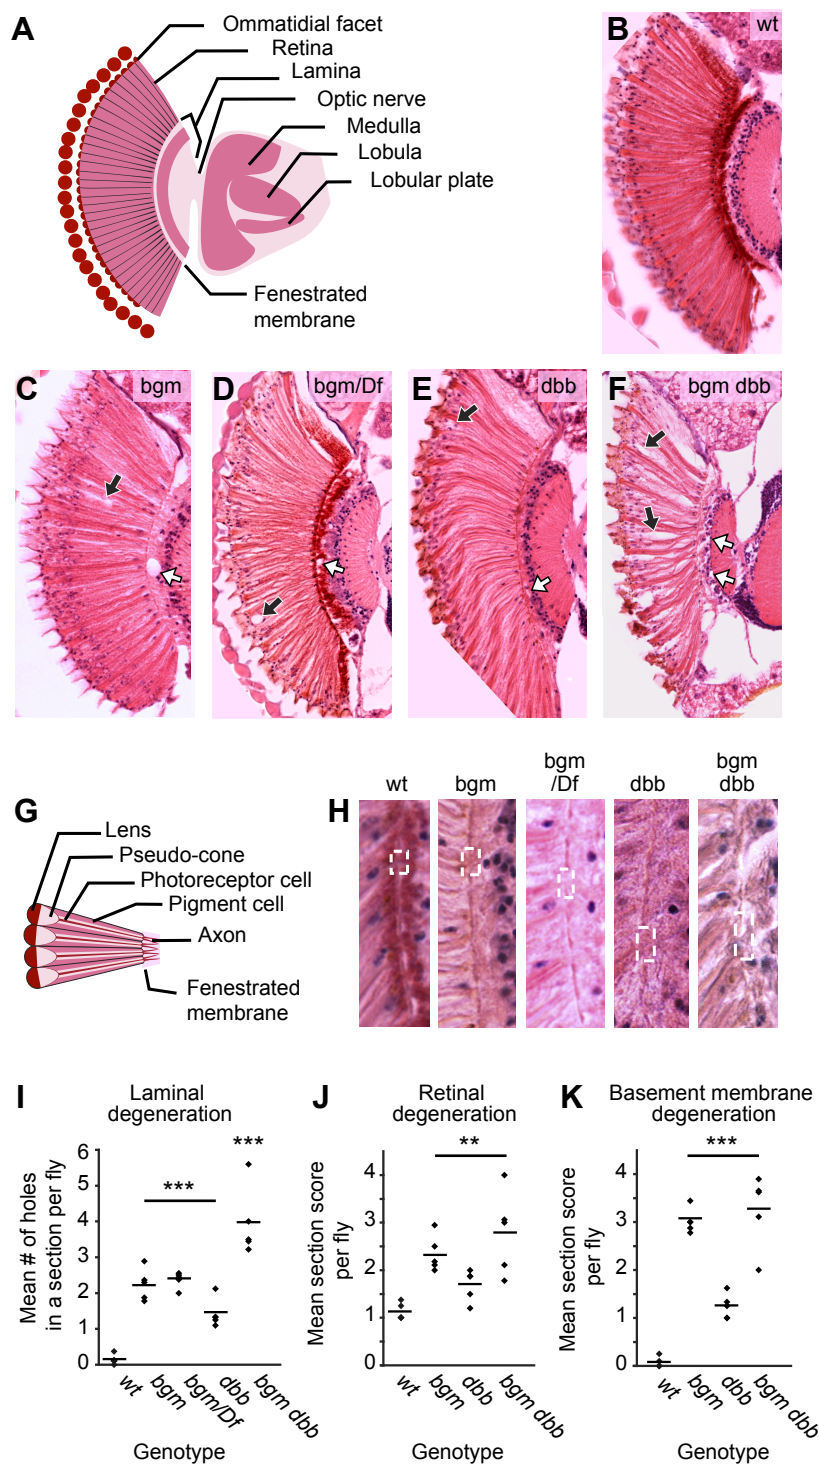 A
Ommatidial facet
Retina
Lamina
Optic nerve
Medulla
Lobula
Lobular plate
Fenestrated
membrane
B
wt
C
bgm
D
bgm/Df
E
dbb
F
bgm dbb
G
Lens
Pseudo-cone
Photoreceptor cell
Pigment cell
Axon
Fenestrated
membrane
H
wt
bgm
bgm
/Df
dbb
bgm
dbb
I
Laminal
degeneration
***
***
Mean # of holes
in a section per fly
6
5
4
3
2
1
0
wt
bgm
bgm/Df
dbb
bgm dbb
Genotype
J
Retinal
degeneration
**
Mean section score
per fly
4
3
2
1
0
wt
bgm
dbb
bgm dbb
Genotype
K
Basement membrane
degeneration
***
Mean section score
per fly
4
3
2
1
0
wt
bgm
dbb
bgm dbb
Genotype